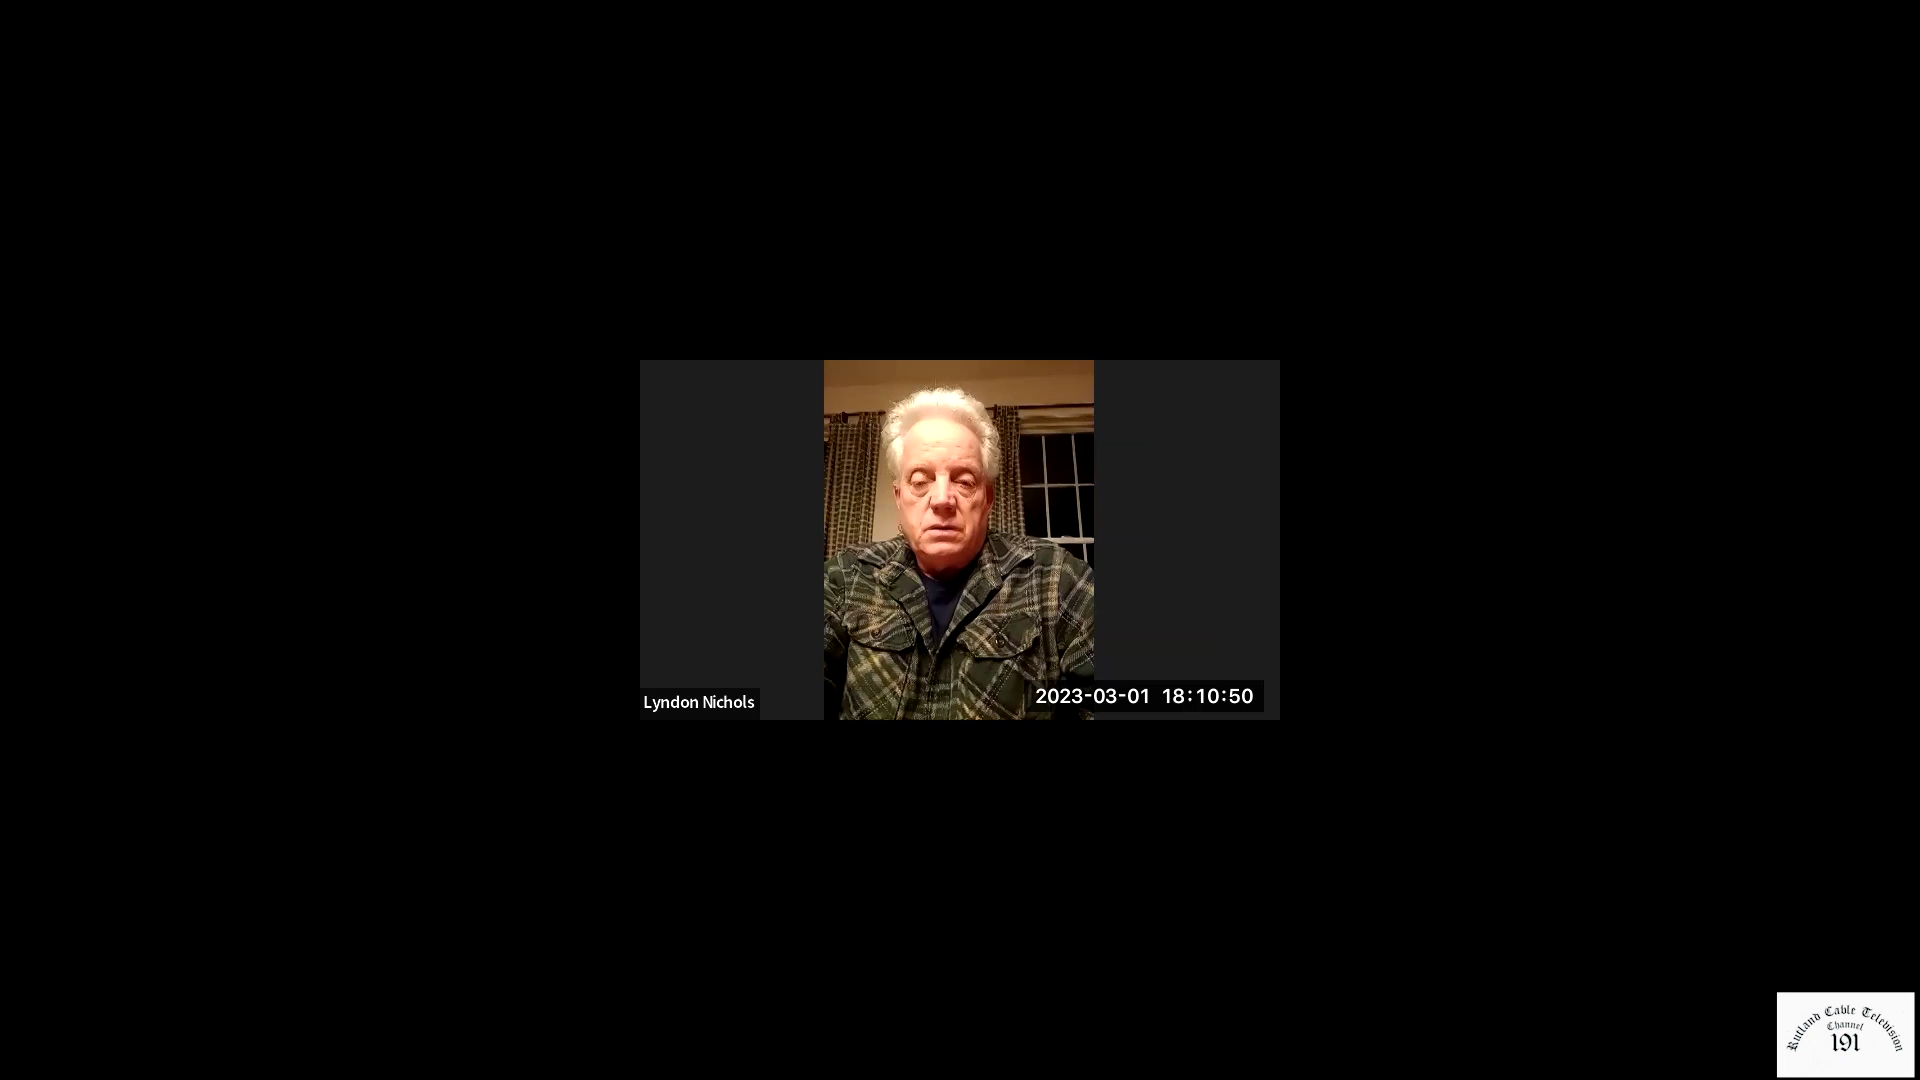 Lyndon Nichols
2023-03-01 18:10:50
Rutland Cable Television
Channel
191